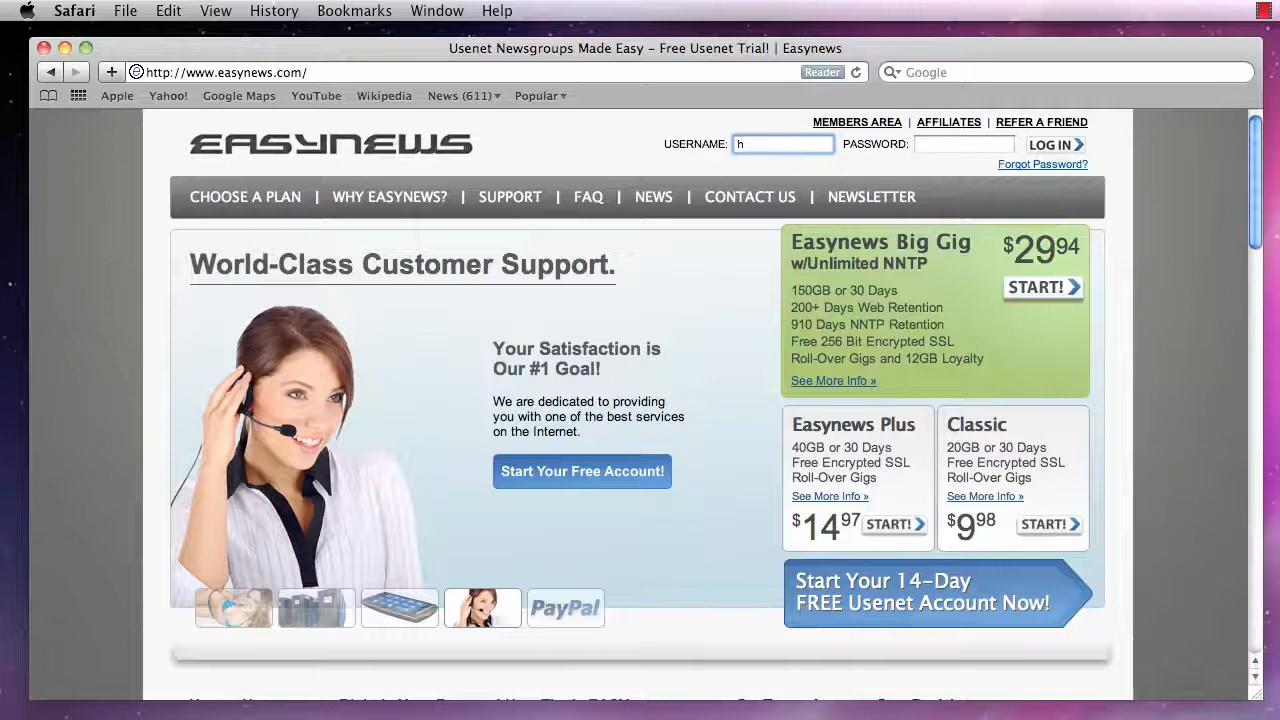 Safari File Edit View History Bookmarks Window Help
Usenet Newsgroups Made Easy – Free Usenet Trial! | Easynews
http://www.easynews.com/ Reader Google
Apple Yahoo! Google Maps YouTube Wikipedia News (611) Popular
MEMBERS AREA | AFFILIATES | REFER A FRIEND
EASYNEWS
USERNAME: h PASSWORD: LOG IN
Forgot Password?
CHOOSE A PLAN | WHY EASYNEWS? | SUPPORT | FAQ | NEWS | CONTACT US | NEWSLETTER
World-Class Customer Support.
Your Satisfaction is
Our #1 Goal!
We are dedicated to providing
you with one of the best services
on the Internet.
Start Your Free Account!
PayPal
Easynews Big Gig
w/Unlimited NNTP
$29.94
START!
150GB or 30 Days
200+ Days Web Retention
910 Days NNTP Retention
Free 256 Bit Encrypted SSL
Roll-Over Gigs and 12GB Loyalty
See More Info »
Easynews Plus
40GB or 30 Days
Free Encrypted SSL
Roll-Over Gigs
See More Info »
$14.97 START!
Classic
20GB or 30 Days
Free Encrypted SSL
Roll-Over Gigs
See More Info »
$9.98 START!
Start Your 14-Day
FREE Usenet Account Now!